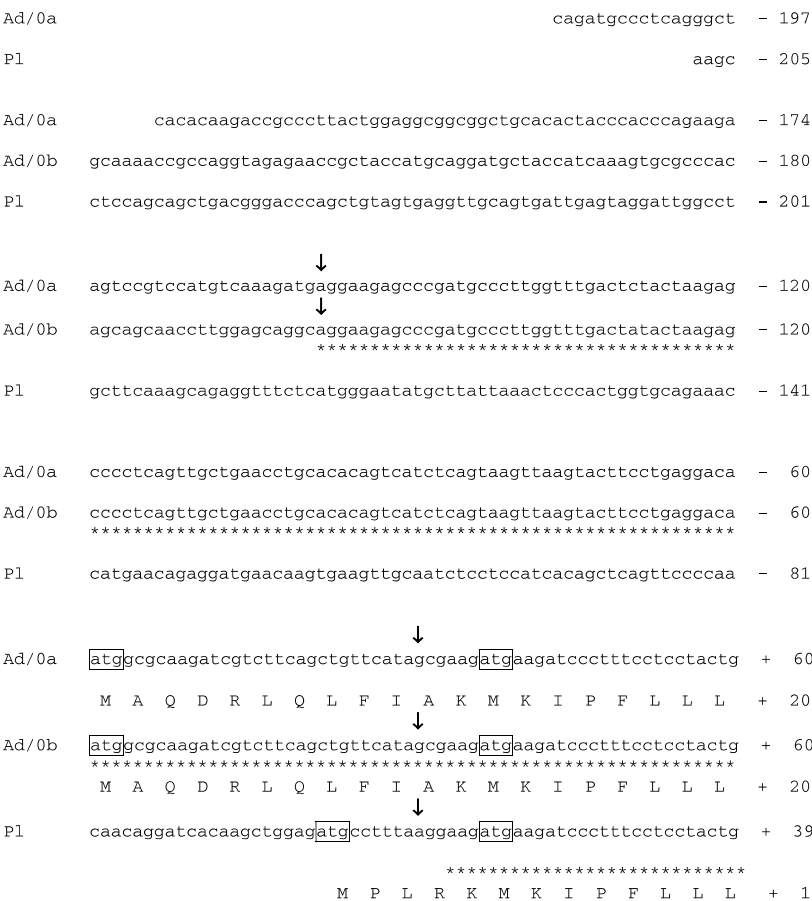 Ad/0a cagatgccctcagggct - 197
Pl aagc - 205
Ad/0a cacacaagaccgcccttactggaggcggcggctgcacactacccacccagaaga - 174
Ad/0b gcaaaaccgccaggtagagaaccgctaccatgcaggatgctaccatcaaagtgcgcccac - 180
Pl ctccagcagctgacgggacccagctgtagtgaggttgcagtgattgagtaggattggcct - 201
↓
Ad/0a agtccgtccatgtcaaagatgaggaagagcccgatgcccttggtttgactctactaagag - 120
↓
Ad/0b agcagcaaccttggagcaggcaggaagagcccgatgcccttggtttgactatactaagag - 120
***************************************
Pl gcttcaaagcagaggtttctcatgggaatatgcttattaaactcccactggtgcagaaac - 141
Ad/0a cccctcagttgctgaacctgcacacagtcatctcagtaagttaagtacttcctgaggaca - 60
Ad/0b cccctcagttgctgaacctgcacacagtcatctcagtaagttaagtacttcctgaggaca - 60
************************************************************
Pl catgaacagaggatgaacaagtgaagttgcaatctcctccatcacagctcagttccccaa - 81
↓
Ad/0a atggcgcaagatcgtcttcagctgttcatagcgaagatgaagatccctttcctcctactg + 60
M A Q D R L Q L F I A K M K I P F L L L + 20
↓
Ad/0b atggcgcaagatcgtcttcagctgttcatagcgaagatgaagatccctttcctcctactg + 60
************************************************************
M A Q D R L Q L F I A K M K I P F L L L + 20
↓
Pl caacaggatcacaagctggagatgcctttaaggaagatgaagatccctttcctcctactg + 39
****************************
M P L R K M K I P F L L L + 1